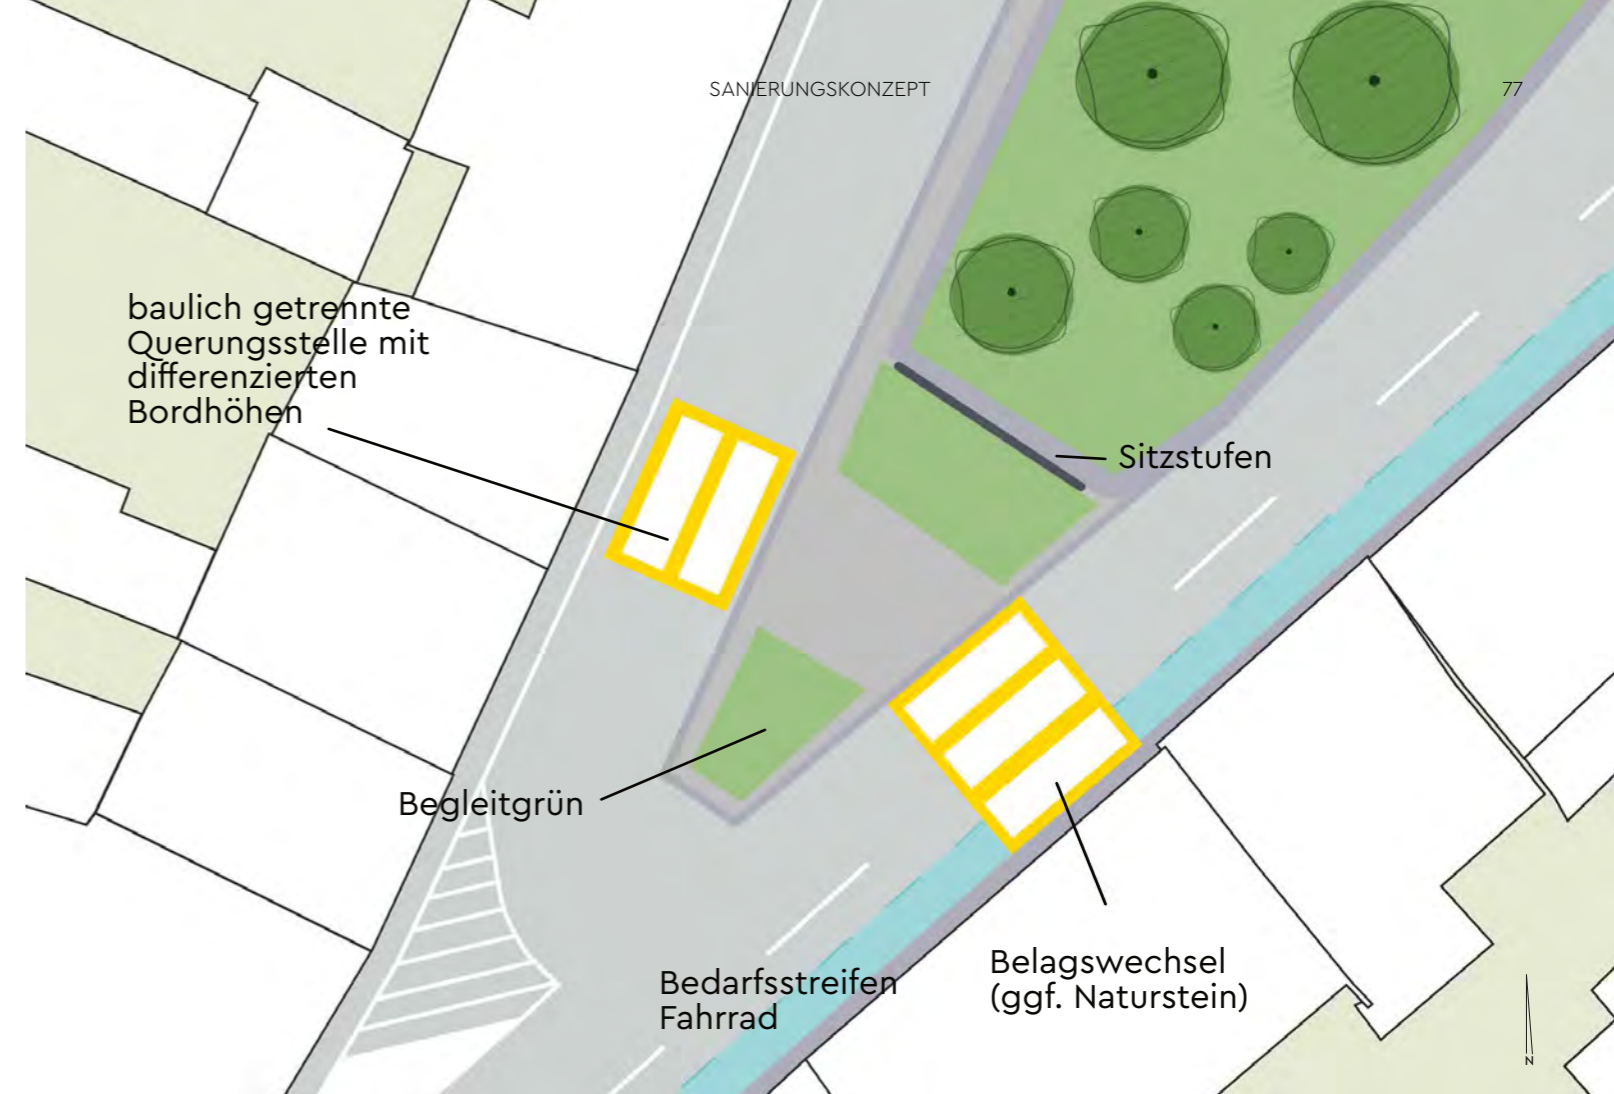 SANIERUNGSKONZEPT
77
baulich getrennte
Querungsstelle mit
differenzierten
Bordhöhen
Sitzstufen
Begleitgrün
Bedarfsstreifen
Fahrrad
Belagswechsel
(ggf. Naturstein)
N